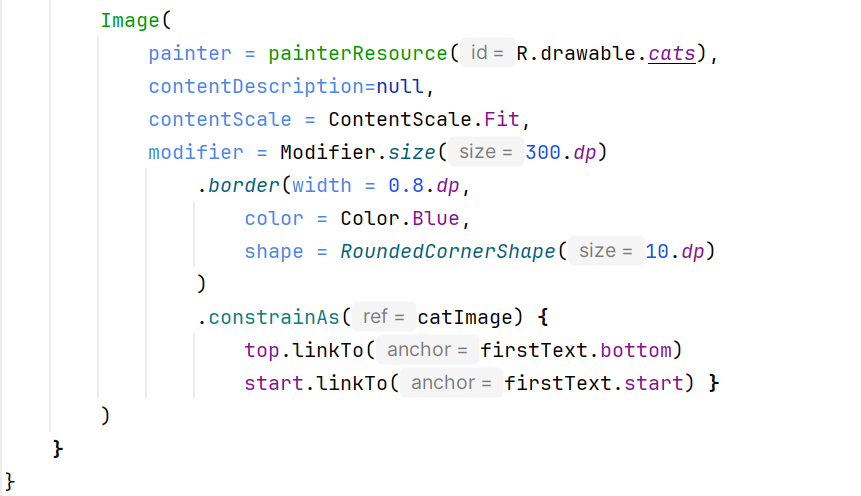 Image(
painter = painterResource( id = R.drawable.cats),
contentDescription=null,
contentScale = ContentScale.Fit,
modifier = Modifier.size( size = 300.dp)
.border(width = 0.8.dp,
color = Color.Blue,
shape = RoundedCornerShape( size = 10.dp)
)
.constrainAs( ref = catImage) {
top.linkTo( anchor = firstText.bottom)
start.linkTo( anchor = firstText.start) }
)
}
}